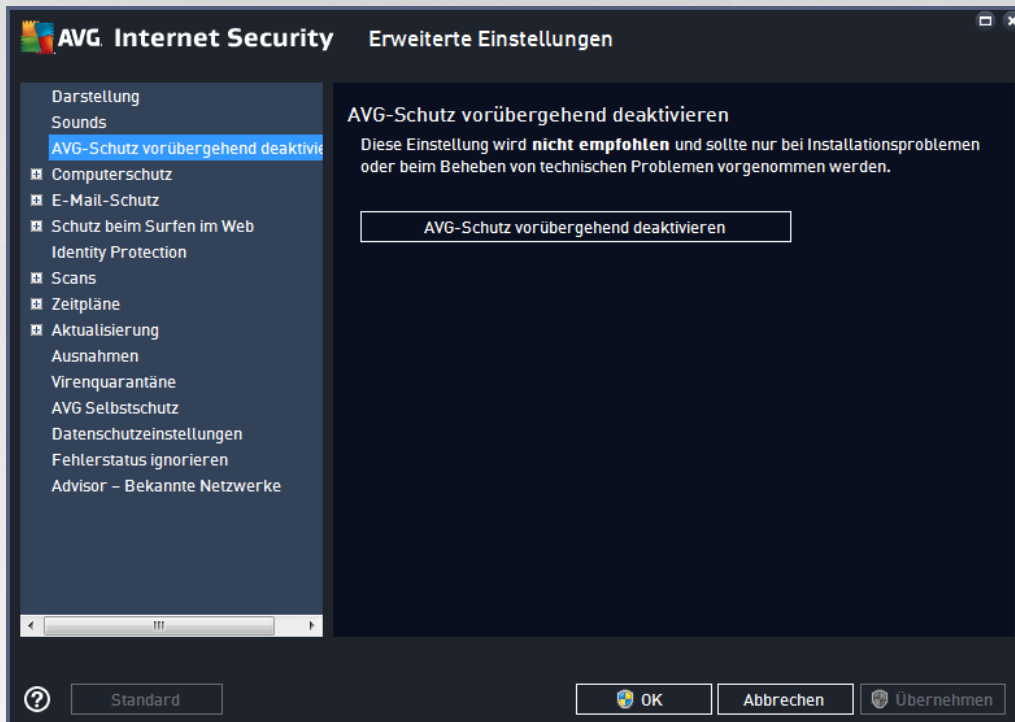 AVG Internet Security Erweiterte Einstellungen
Darstellung
Sounds
AVG-Schutz vorübergehend deaktivie
Computerschutz
E-Mail-Schutz
Schutz beim Surfen im Web
Identity Protection
Scans
Zeitpläne
Aktualisierung
Ausnahmen
Virenquarantäne
AVG Selbstschutz
Datenschutzeinstellungen
Fehlerstatus ignorieren
Advisor – Bekannte Netzwerke
AVG-Schutz vorübergehend deaktivieren
Diese Einstellung wird nicht empfohlen und sollte nur bei Installationsproblemen
oder beim Beheben von technischen Problemen vorgenommen werden.
AVG-Schutz vorübergehend deaktivieren
? Standard OK Abbrechen Übernehmen